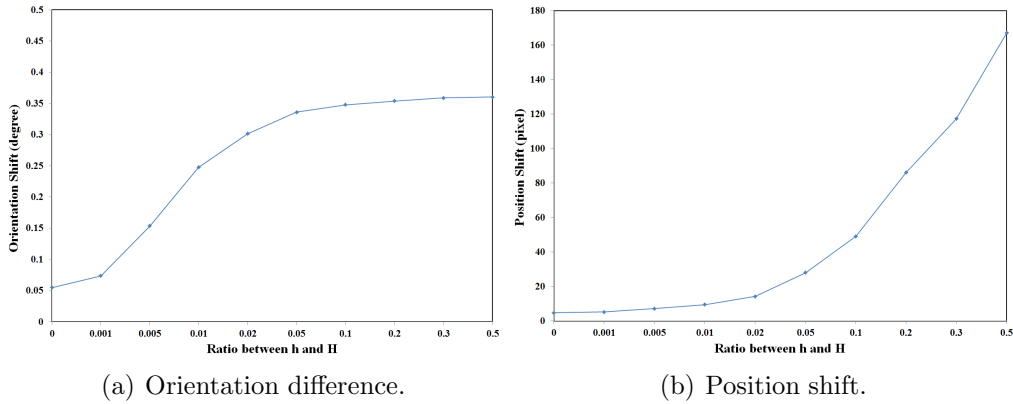 0.5
0.45
0.4
0.35
0.3
0.25
0.2
0.15
0.1
0.05
0
Orientation Shift (degree)
0 0.001 0.005 0.01 0.02 0.05 0.1 0.2 0.3 0.5
Ratio between h and H
(a) Orientation difference.
180
160
140
120
100
80
60
40
20
0
Position Shift (pixel)
0 0.001 0.005 0.01 0.02 0.05 0.1 0.2 0.3 0.5
Ratio between h and H
(b) Position shift.